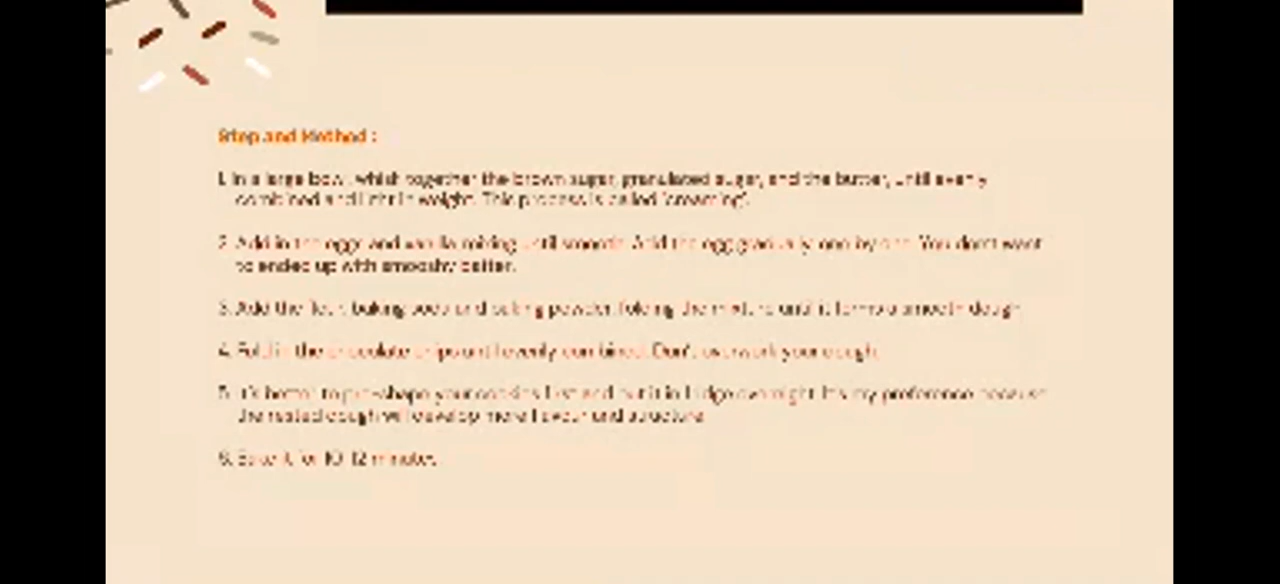 Step and Method :
1. In a large bowl, whish together the brown sugar, granulated sugar, and the butter, until evenly
combined and light in weight. This process is called 'creaming'.
2. Add in the eggs and vanilla mixing until smooth. Add the egg gradually one by one. You don't want
to ended up with smooshy batter.
3. Add the flour, baking soda and baking powder, folding the mixture until it forms a smooth dough
4. Fold in the chocolate chips until evenly combined. Don't overwork your dough.
5. It's better to pre-shape your cookies first and put it in fridge overnight. It's my preference because
the rested dough will develop more flavour and structure.
6. Bake it for 10-12 minutes.